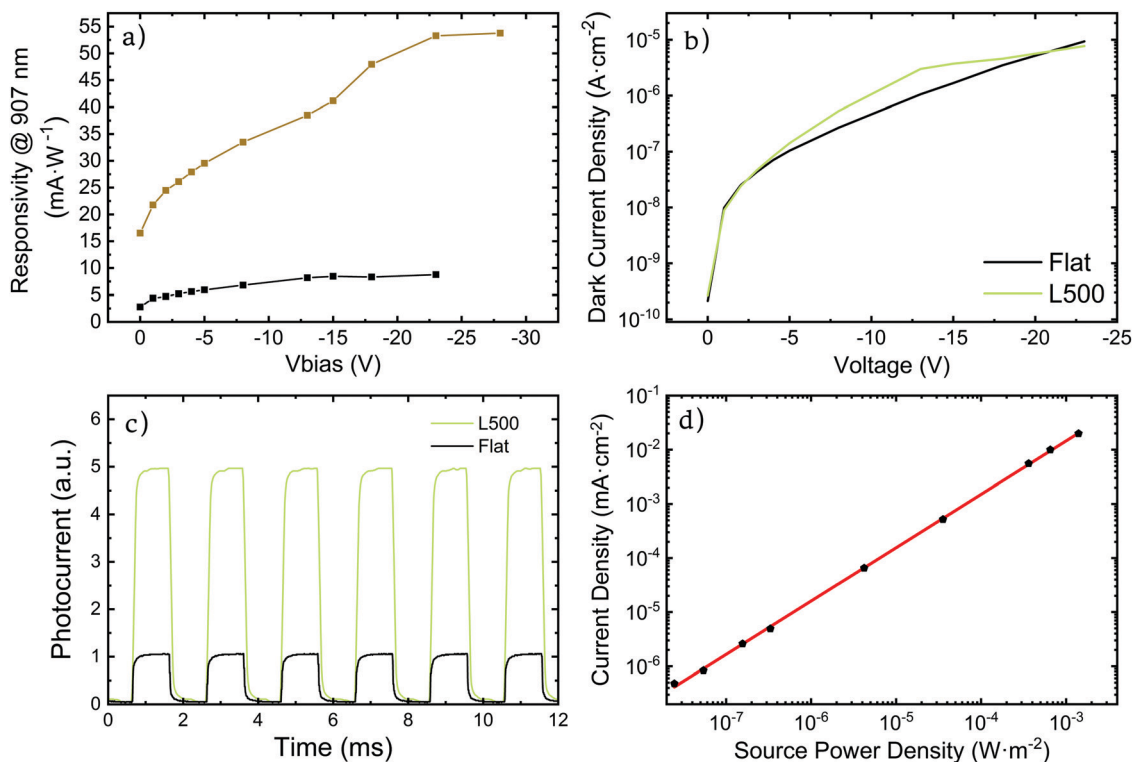 a)
Responsivity @ 907 nm
(mA·W⁻¹)
55
50
45
40
35
30
25
20
15
10
5
0
0 -5 -10 -15 -20 -25 -30
Vbias (V)
b)
Dark Current Density (A·cm⁻²)
10⁻⁵
10⁻⁶
10⁻⁷
10⁻⁸
10⁻⁹
10⁻¹⁰
Flat
L500
0 -5 -10 -15 -20 -25
Voltage (V)
c)
Photocurrent (a.u.)
6
5
4
3
2
1
0
L500
Flat
0 2 4 6 8 10 12
Time (ms)
d)
Current Density (mA·cm⁻²)
10⁻¹
10⁻²
10⁻³
10⁻⁴
10⁻⁵
10⁻⁶
10⁻⁷ 10⁻⁶ 10⁻⁵ 10⁻⁴ 10⁻³
Source Power Density (W·m⁻²)